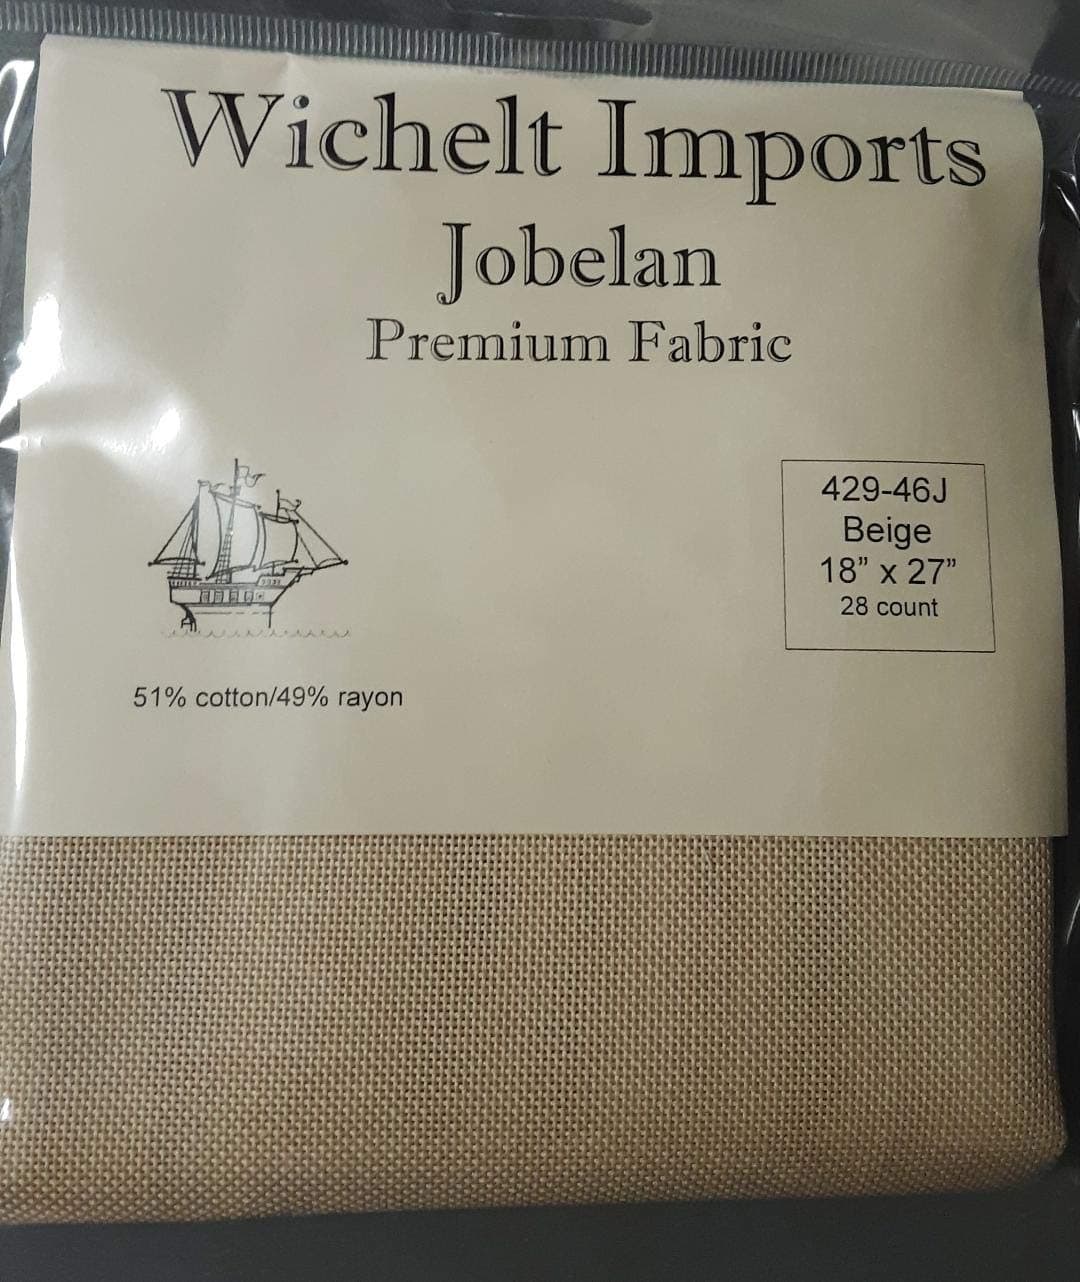 Wichelt Imports
Jobelan
Premium Fabric
429-46J
Beige
18” x 27”
28 count
51% cotton/49% rayon